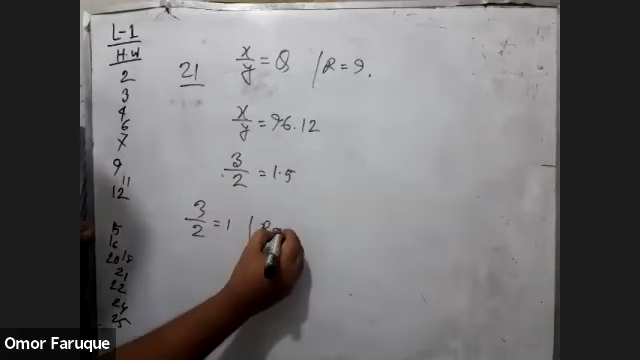 L-1
H.W
2
3
4
6
7
9
11
12
15
16
20 18
21
22
24
25
21 x/y = Q / R = 9.
x/y = 96.12
3/2 = 1.5
3/2 = 1 / R =
Omor Faruque